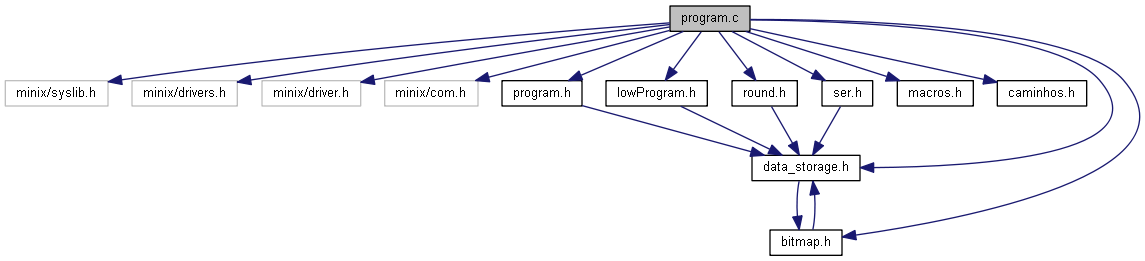 program.c
minix/syslib.h
minix/drivers.h
minix/driver.h
minix/com.h
program.h
lowProgram.h
round.h
ser.h
macros.h
caminhos.h
data_storage.h
bitmap.h